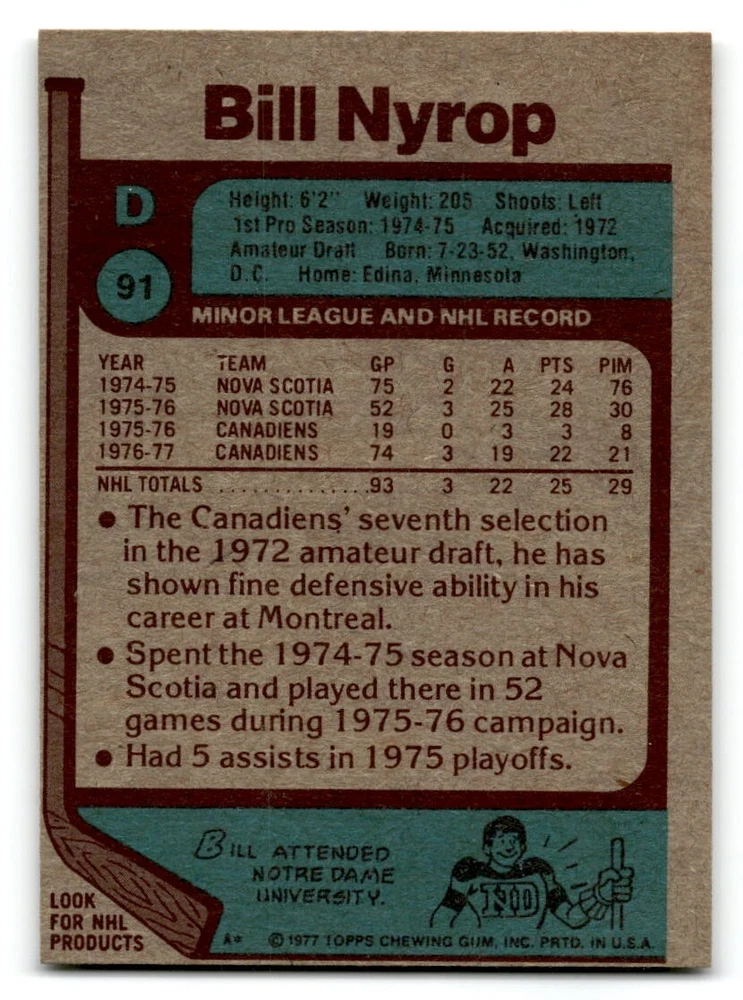 Bill Nyrop
D
91
Height: 6'2" Weight: 205 Shoots: Left
1st Pro Season: 1974-75 Acquired: 1972
Amateur Draft Born: 7-23-52, Washington,
D.C. Home: Edina, Minnesota
MINOR LEAGUE AND NHL RECORD
YEAR TEAM GP G A PTS PIM
1974-75 NOVA SCOTIA 75 2 22 24 76
1975-76 NOVA SCOTIA 52 3 25 28 30
1975-76 CANADIENS 19 0 3 3 8
1976-77 CANADIENS 74 3 19 22 21
NHL TOTALS ..............93 3 22 25 29
● The Canadiens' seventh selection
in the 1972 amateur draft, he has
shown fine defensive ability in his
career at Montreal.
● Spent the 1974-75 season at Nova
Scotia and played there in 52
games during 1975-76 campaign.
● Had 5 assists in 1975 playoffs.
BILL ATTENDED
NOTRE DAME
UNIVERSITY.
ND
LOOK
FOR NHL
PRODUCTS
A* © 1977 TOPPS CHEWING GUM, INC. PRTD. IN U.S.A.